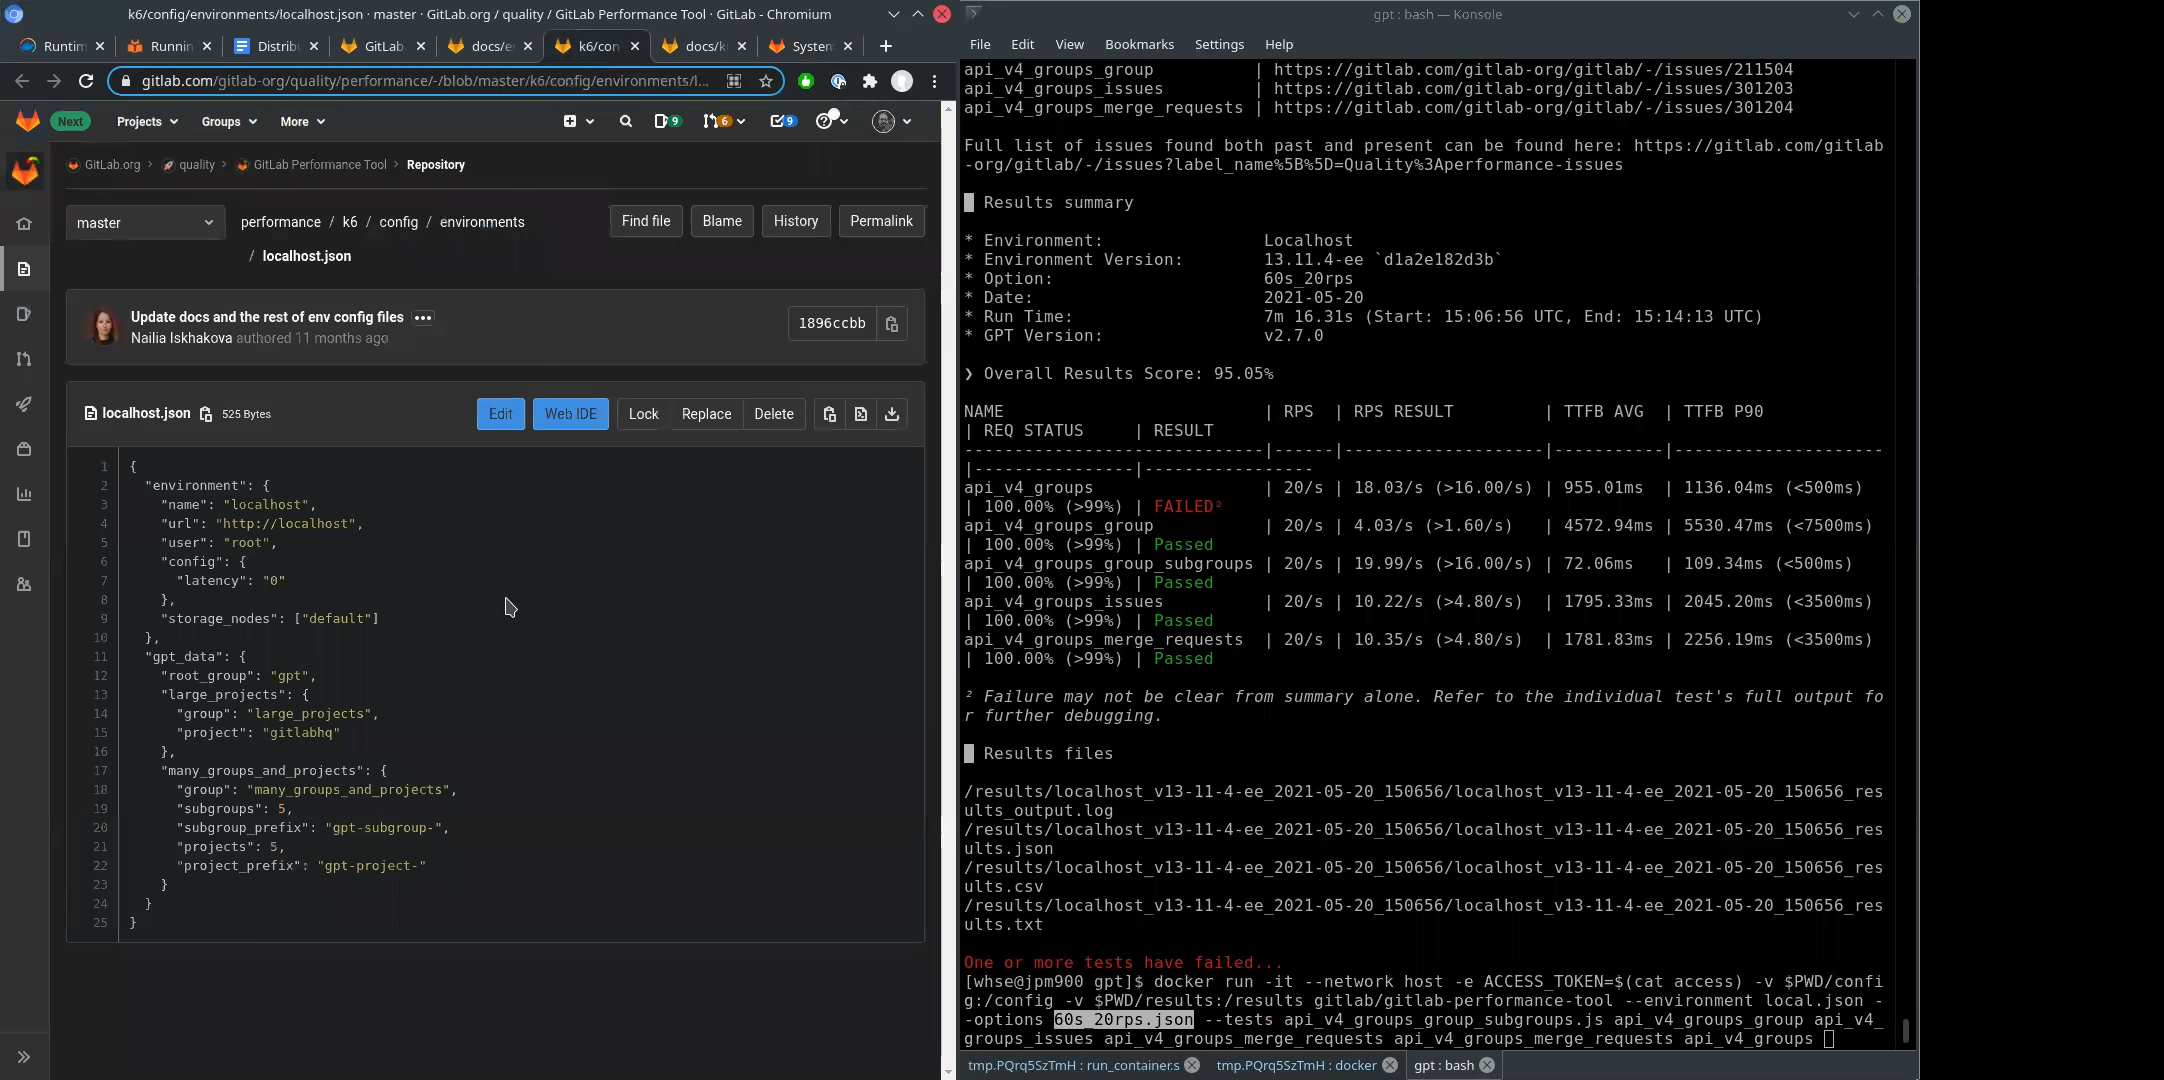 k6/config/environments/localhost.json · master · GitLab.org / quality / GitLab Performance Tool · GitLab - Chromium
Runtim
Runnin
Distrib
GitLab
docs/e
k6/con
docs/k
System
gitlab.com/gitlab-org/quality/performance/-/blob/master/k6/config/environments/l...
Next
Projects
Groups
More
9
6
9
GitLab.org
quality
GitLab Performance Tool
Repository
master
performance / k6 / config / environments
/ localhost.json
Find file
Blame
History
Permalink
Update docs and the rest of env config files
Nailia Iskhakova authored 11 months ago
1896ccbb
localhost.json
525 Bytes
Edit
Web IDE
Lock
Replace
Delete
1 {
2 "environment": {
3 "name": "localhost",
4 "url": "http://localhost",
5 "user": "root",
6 "config": {
7 "latency": "0"
8 },
9 "storage_nodes": ["default"]
10 },
11 "gpt_data": {
12 "root_group": "gpt",
13 "large_projects": {
14 "group": "large_projects",
15 "project": "gitlabhq"
16 },
17 "many_groups_and_projects": {
18 "group": "many_groups_and_projects",
19 "subgroups": 5,
20 "subgroup_prefix": "gpt-subgroup-",
21 "projects": 5,
22 "project_prefix": "gpt-project-"
23 }
24 }
25 }
gpt : bash — Konsole
File Edit View Bookmarks Settings Help
api_v4_groups_group | https://gitlab.com/gitlab-org/gitlab/-/issues/211504
api_v4_groups_issues | https://gitlab.com/gitlab-org/gitlab/-/issues/301203
api_v4_groups_merge_requests | https://gitlab.com/gitlab-org/gitlab/-/issues/301204
Full list of issues found both past and present can be found here: https://gitlab.com/gitlab
-org/gitlab/-/issues?label_name%5B%5D=Quality%3Aperformance-issues
Results summary
* Environment: Localhost
* Environment Version: 13.11.4-ee `d1a2e182d3b`
* Option: 60s_20rps
* Date: 2021-05-20
* Run Time: 7m 16.31s (Start: 15:06:56 UTC, End: 15:14:13 UTC)
* GPT Version: v2.7.0
❯ Overall Results Score: 95.05%
NAME | RPS | RPS RESULT | TTFB AVG | TTFB P90
| REQ STATUS | RESULT
------------------------------|------|--------------------|-----------|---------------------
|----------------|-----------------
api_v4_groups | 20/s | 18.03/s (>16.00/s) | 955.01ms | 1136.04ms (<500ms)
| 100.00% (>99%) | FAILED²
api_v4_groups_group | 20/s | 4.03/s (>1.60/s) | 4572.94ms | 5530.47ms (<7500ms)
| 100.00% (>99%) | Passed
api_v4_groups_group_subgroups | 20/s | 19.99/s (>16.00/s) | 72.06ms | 109.34ms (<500ms)
| 100.00% (>99%) | Passed
api_v4_groups_issues | 20/s | 10.22/s (>4.80/s) | 1795.33ms | 2045.20ms (<3500ms)
| 100.00% (>99%) | Passed
api_v4_groups_merge_requests | 20/s | 10.35/s (>4.80/s) | 1781.83ms | 2256.19ms (<3500ms)
| 100.00% (>99%) | Passed
² Failure may not be clear from summary alone. Refer to the individual test's full output fo
r further debugging.
Results files
/results/localhost_v13-11-4-ee_2021-05-20_150656/localhost_v13-11-4-ee_2021-05-20_150656_res
ults_output.log
/results/localhost_v13-11-4-ee_2021-05-20_150656/localhost_v13-11-4-ee_2021-05-20_150656_res
ults.json
/results/localhost_v13-11-4-ee_2021-05-20_150656/localhost_v13-11-4-ee_2021-05-20_150656_res
ults.csv
/results/localhost_v13-11-4-ee_2021-05-20_150656/localhost_v13-11-4-ee_2021-05-20_150656_res
ults.txt
One or more tests have failed...
[whse@jpm900 gpt]$ docker run -it --network host -e ACCESS_TOKEN=$(cat access) -v $PWD/confi
g:/config -v $PWD/results:/results gitlab/gitlab-performance-tool --environment local.json -
-options 60s_20rps.json --tests api_v4_groups_group_subgroups.js api_v4_groups_group api_v4_
groups_issues api_v4_groups_merge_requests api_v4_groups_merge_requests api_v4_groups
tmp.PQrq5SzTmH : run_container.s
tmp.PQrq5SzTmH : docker
gpt : bash